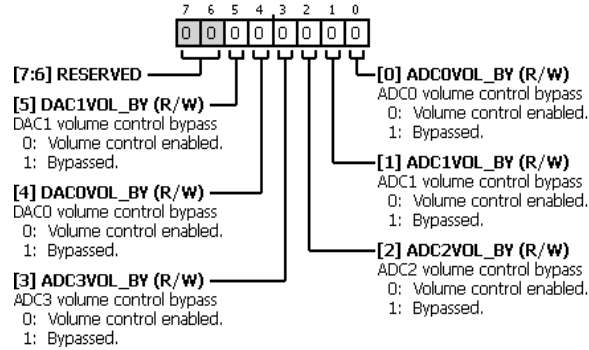 7 6 5 4 3 2 1 0
0 0 0 0 0 0 0 0
[7:6] RESERVED
[5] DAC1VOL_BY (R/W)
DAC1 volume control bypass
0: Volume control enabled.
1: Bypassed.
[4] DAC0VOL_BY (R/W)
DAC0 volume control bypass
0: Volume control enabled.
1: Bypassed.
[3] ADC3VOL_BY (R/W)
ADC3 volume control bypass
0: Volume control enabled.
1: Bypassed.
[0] ADC0VOL_BY (R/W)
ADC0 volume control bypass
0: Volume control enabled.
1: Bypassed.
[1] ADC1VOL_BY (R/W)
ADC1 volume control bypass
0: Volume control enabled.
1: Bypassed.
[2] ADC2VOL_BY (R/W)
ADC2 volume control bypass
0: Volume control enabled.
1: Bypassed.